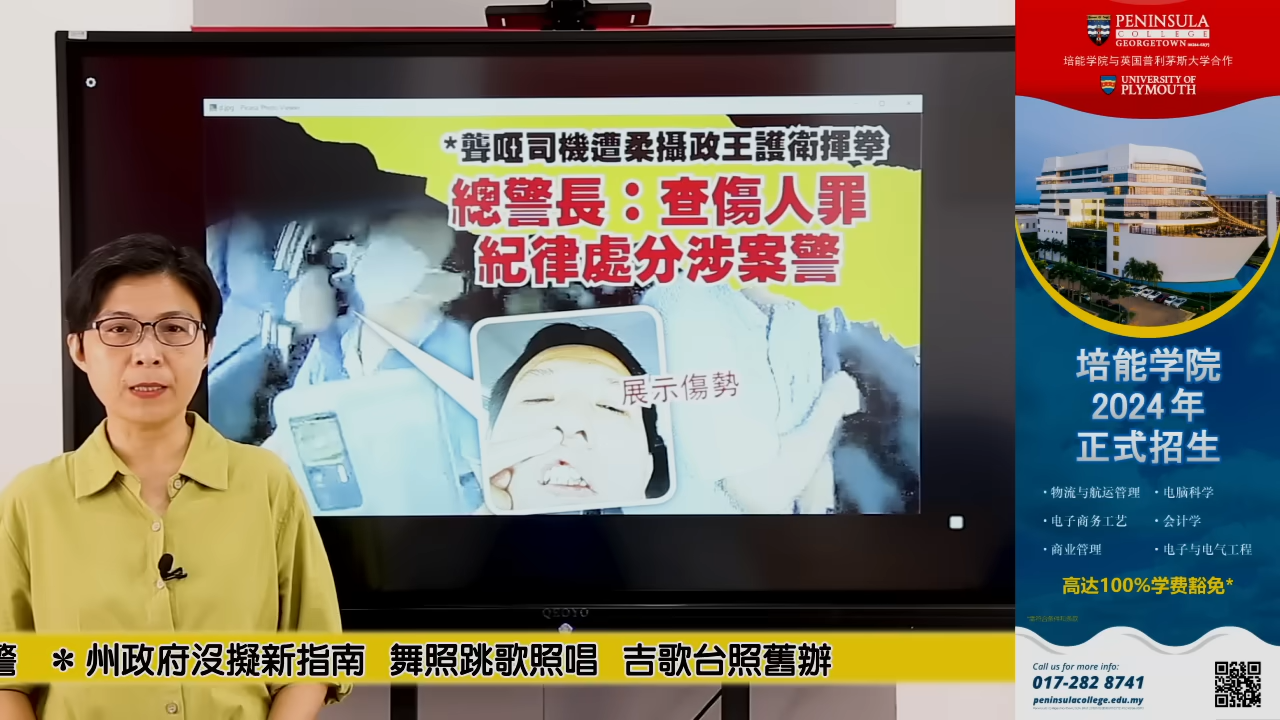 *聾啞司機遭柔攝政王護衛揮拳
總警長：查傷人罪
紀律處分涉案警
展示傷勢
QEOYO
警 ＊州政府沒擬新指南 舞照跳歌照唱 吉歌台照舊辦
PENINSULA
COLLEGE
GEORGETOWN
培能学院与英国普利茅斯大学合作
UNIVERSITY OF
PLYMOUTH
培能学院
2024年
正式招生
·物流与航运管理 ·电脑科学
·电子商务工艺 ·会计学
·商业管理 ·电子与电气工程
高达100%学费豁免*
Call us for more info:
017-282 8741
peninsulacollege.edu.my